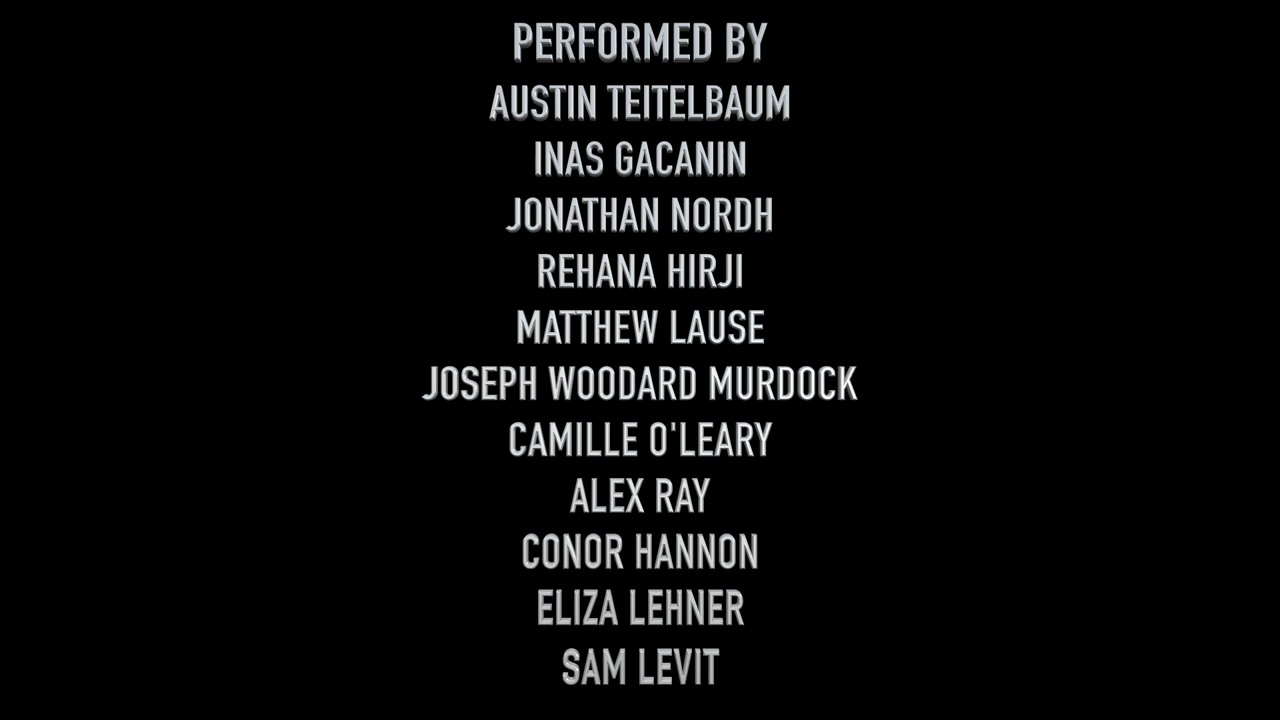 PERFORMED BY
AUSTIN TEITELBAUM
INAS GACANIN
JONATHAN NORDH
REHANA HIRJI
MATTHEW LAUSE
JOSEPH WOODARD MURDOCK
CAMILLE O'LEARY
ALEX RAY
CONOR HANNON
ELIZA LEHNER
SAM LEVIT